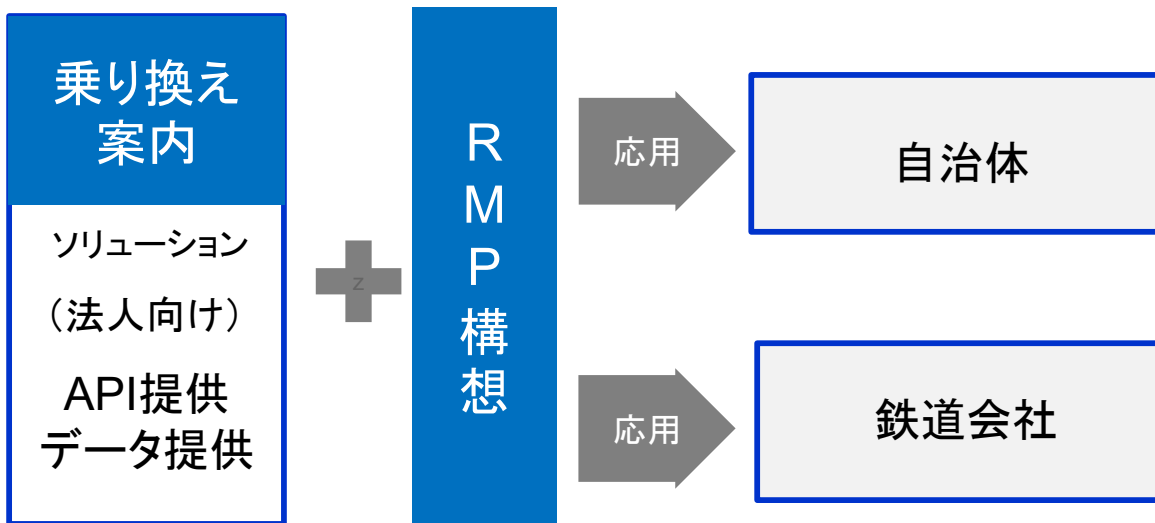 乗り換え
案内
ソリューション
（法人向け）
API提供
データ提供
z
R
M
P
構
想
応用
自治体
応用
鉄道会社